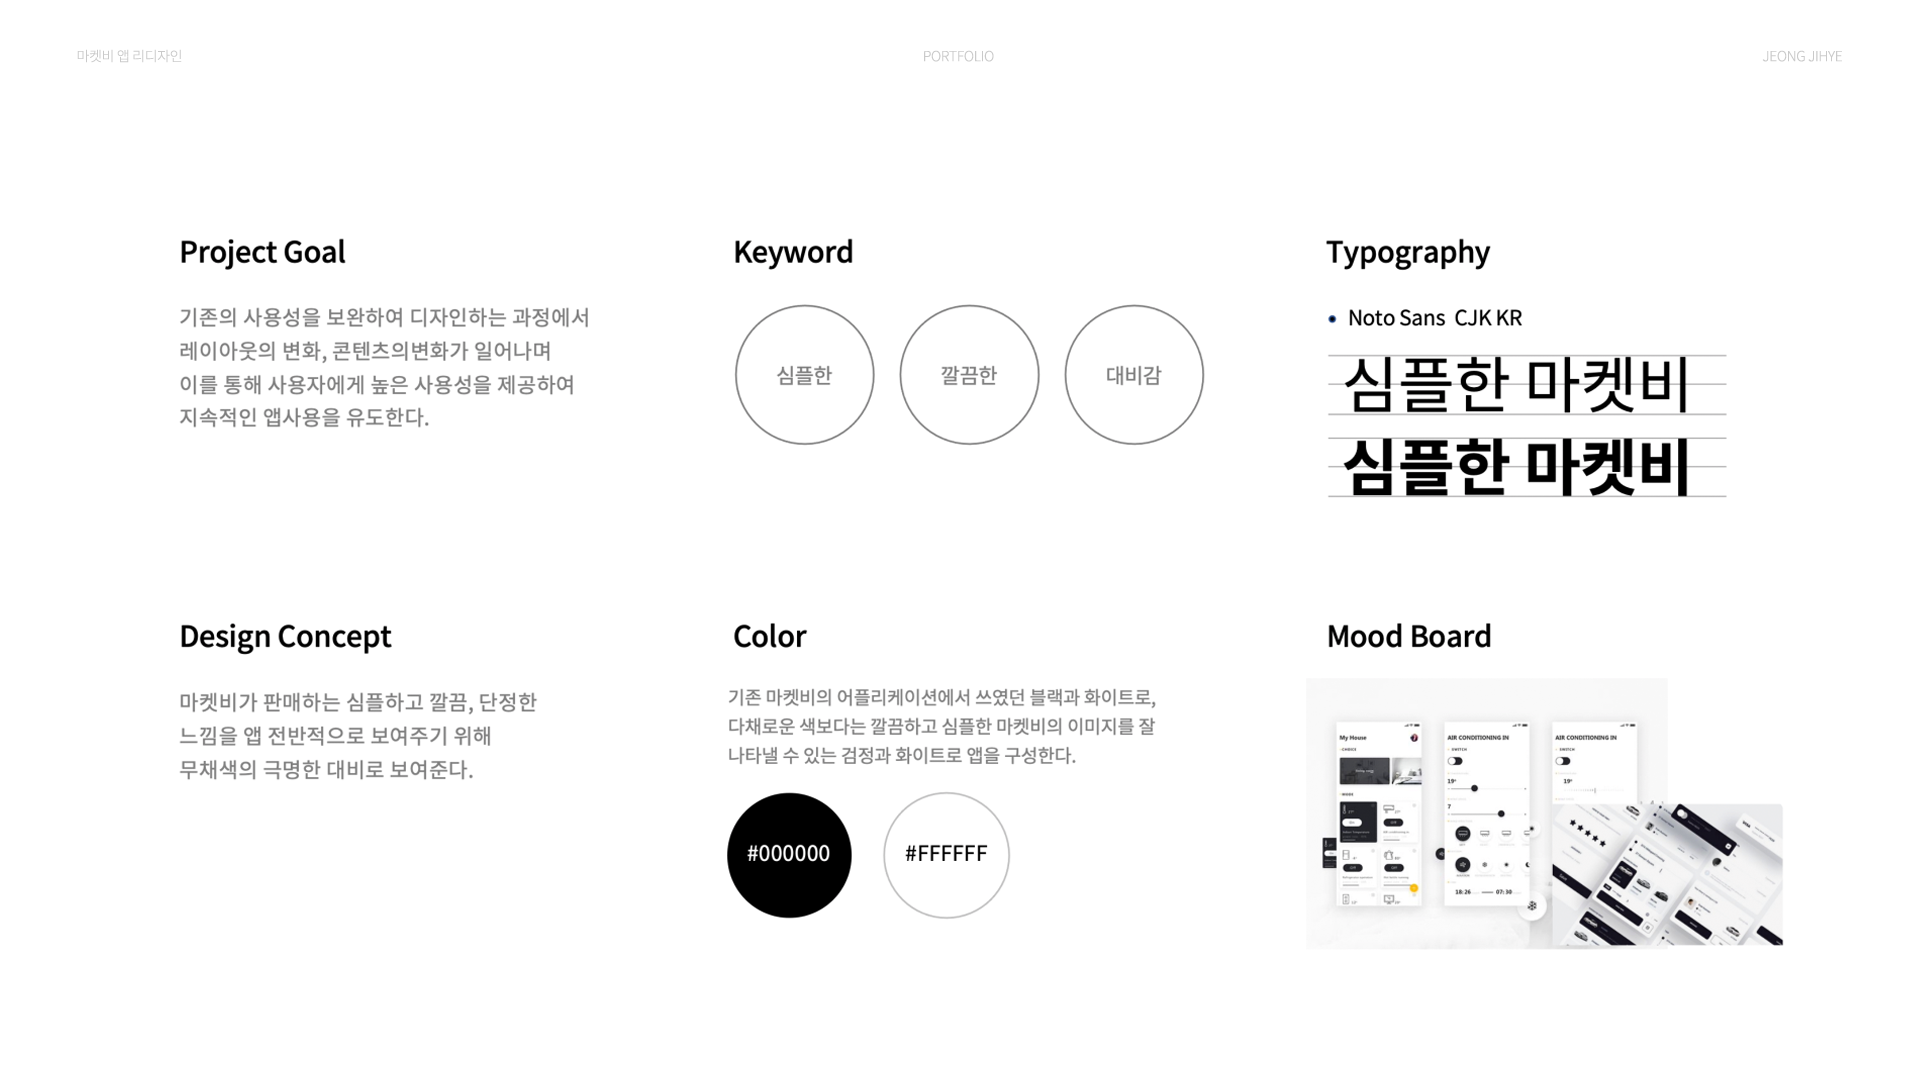 마켓비 앱 리디자인
PORTFOLIO
JEONG JIHYE
Project Goal
기존의 사용성을 보완하여 디자인하는 과정에서
레이아웃의 변화, 콘텐츠의변화가 일어나며
이를 통해 사용자에게 높은 사용성을 제공하여
지속적인 앱사용을 유도한다.
Keyword
심플한
깔끔한
대비감
Typography
Noto Sans CJK KR
심플한 마켓비
심플한 마켓비
Design Concept
마켓비가 판매하는 심플하고 깔끔, 단정한
느낌을 앱 전반적으로 보여주기 위해
무채색의 극명한 대비로 보여준다.
Color
기존 마켓비의 어플리케이션에서 쓰였던 블랙과 화이트로,
다채로운 색보다는 깔끔하고 심플한 마켓비의 이미지를 잘
나타낼 수 있는 검정과 화이트로 앱을 구성한다.
#000000
#FFFFFF
Mood Board
My House
AIR CONDITIONING IN
SWITCH
19°
7
18:26
07:30
AIR CONDITIONING IN
SWITCH
19°